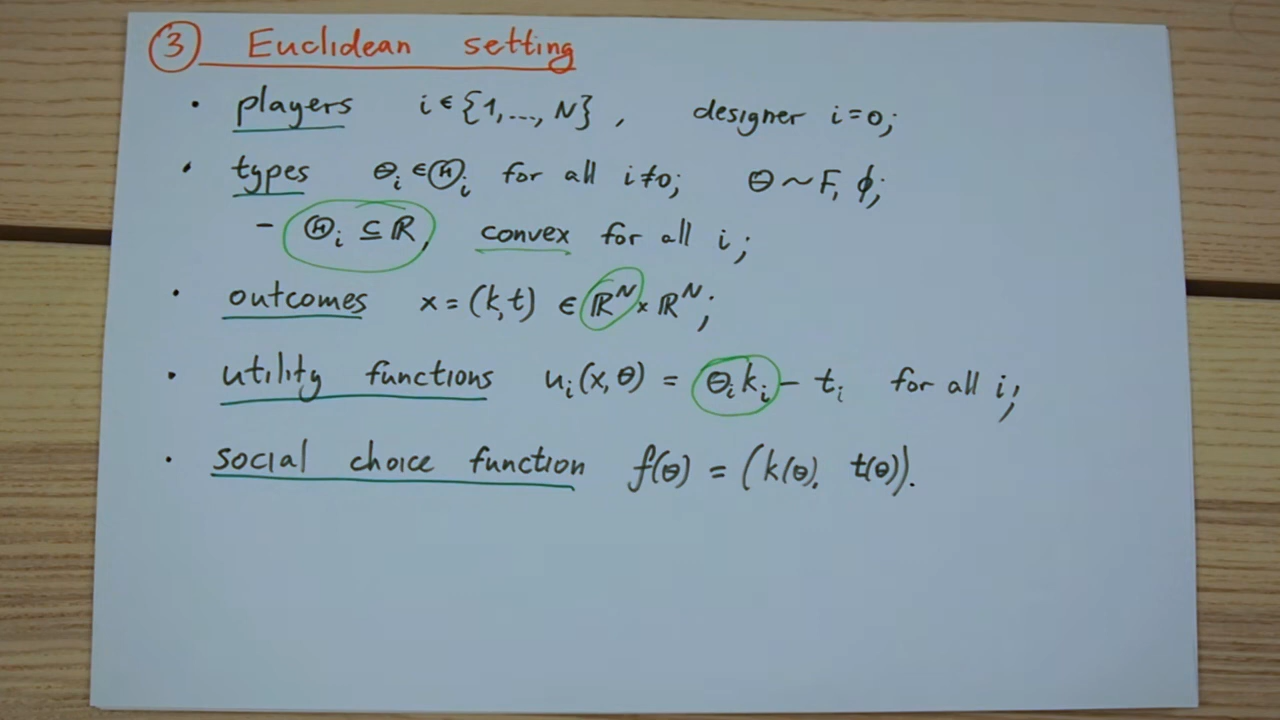 ③ Euclidean setting
• players i ∈ {1, ..., N}, designer i=0;
• types θᵢ ∈ Θᵢ for all i≠0; θ ~ F, ϕ;
– Θᵢ ⊆ ℝ, convex for all i;
• outcomes x = (k,t) ∈ ℝᴺ × ℝᴺ;
• utility functions uᵢ(x,θ) = θᵢkᵢ – tᵢ for all i;
• social choice function f(θ) = (k(θ), t(θ)).